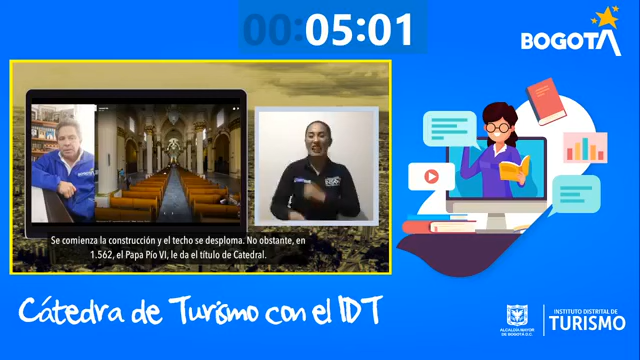 00:05:01
BOGOTÁ
Se comienza la construcción y el techo se desploma. No obstante, en
1.562, el Papa Pío VI, le da el título de Catedral.
Cátedra de Turismo con el IDT
ALCALDÍA MAYOR
DE BOGOTÁ D.C.
INSTITUTO DISTRITAL DE
TURISMO